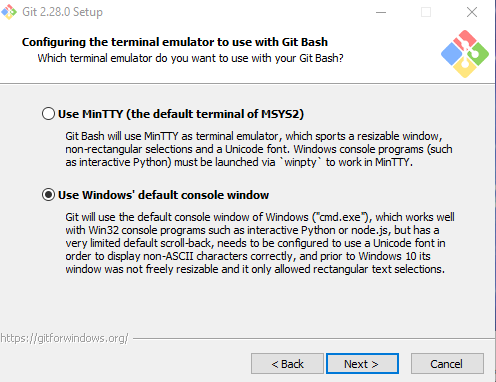 Git 2.28.0 Setup
Configuring the terminal emulator to use with Git Bash
Which terminal emulator do you want to use with your Git Bash?
Use MinTTY (the default terminal of MSYS2)
Git Bash will use MinTTY as terminal emulator, which sports a resizable window,
non-rectangular selections and a Unicode font. Windows console programs (such
as interactive Python) must be launched via `winpty` to work in MinTTY.
Use Windows' default console window
Git will use the default console window of Windows ("cmd.exe"), which works well
with Win32 console programs such as interactive Python or node.js, but has a
very limited default scroll-back, needs to be configured to use a Unicode font in
order to display non-ASCII characters correctly, and prior to Windows 10 its
window was not freely resizable and it only allowed rectangular text selections.
https://gitforwindows.org/
< Back
Next >
Cancel